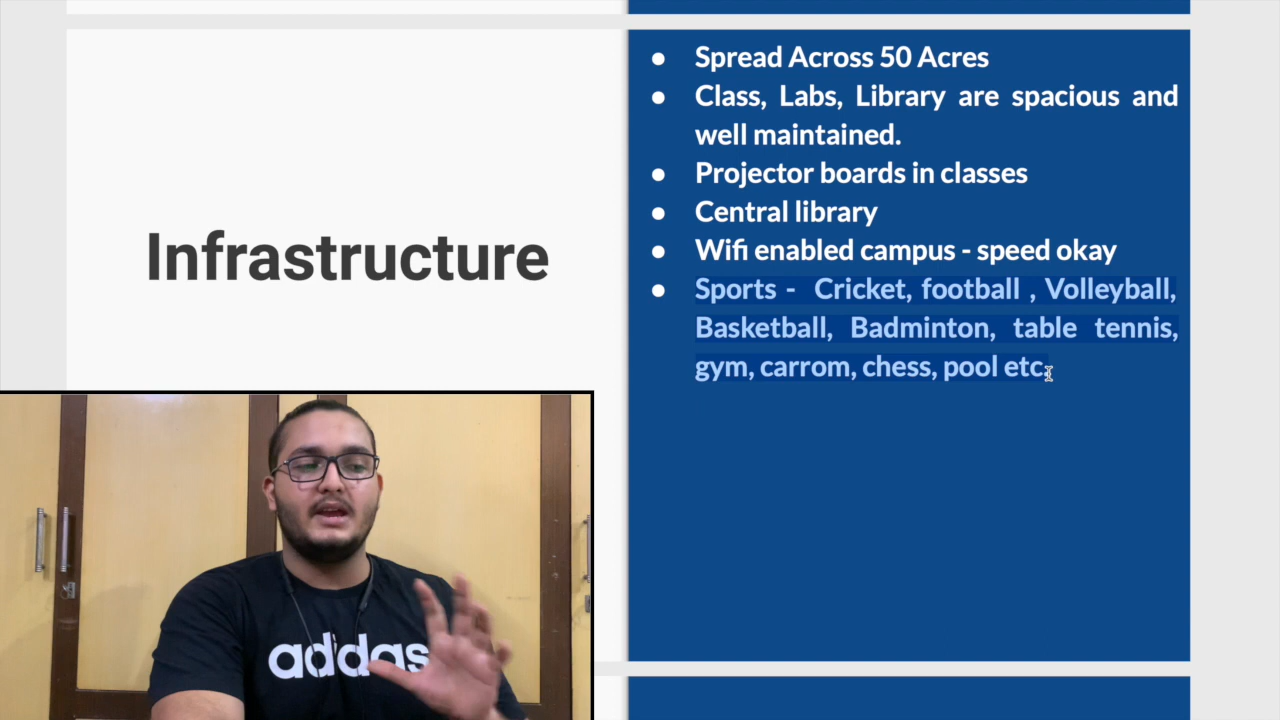 Infrastructure
● Spread Across 50 Acres
● Class, Labs, Library are spacious and
well maintained.
● Projector boards in classes
● Central library
● Wifi enabled campus - speed okay
● Sports - Cricket, football , Volleyball,
Basketball, Badminton, table tennis,
gym, carrom, chess, pool etc.
adidas